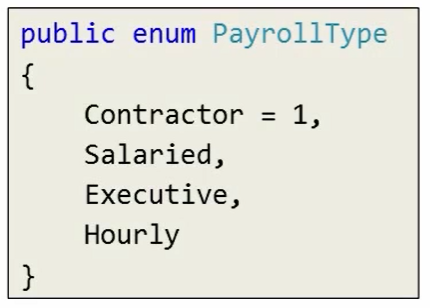 public enum PayrollType
{
    Contractor = 1,
    Salaried,
    Executive,
    Hourly
}